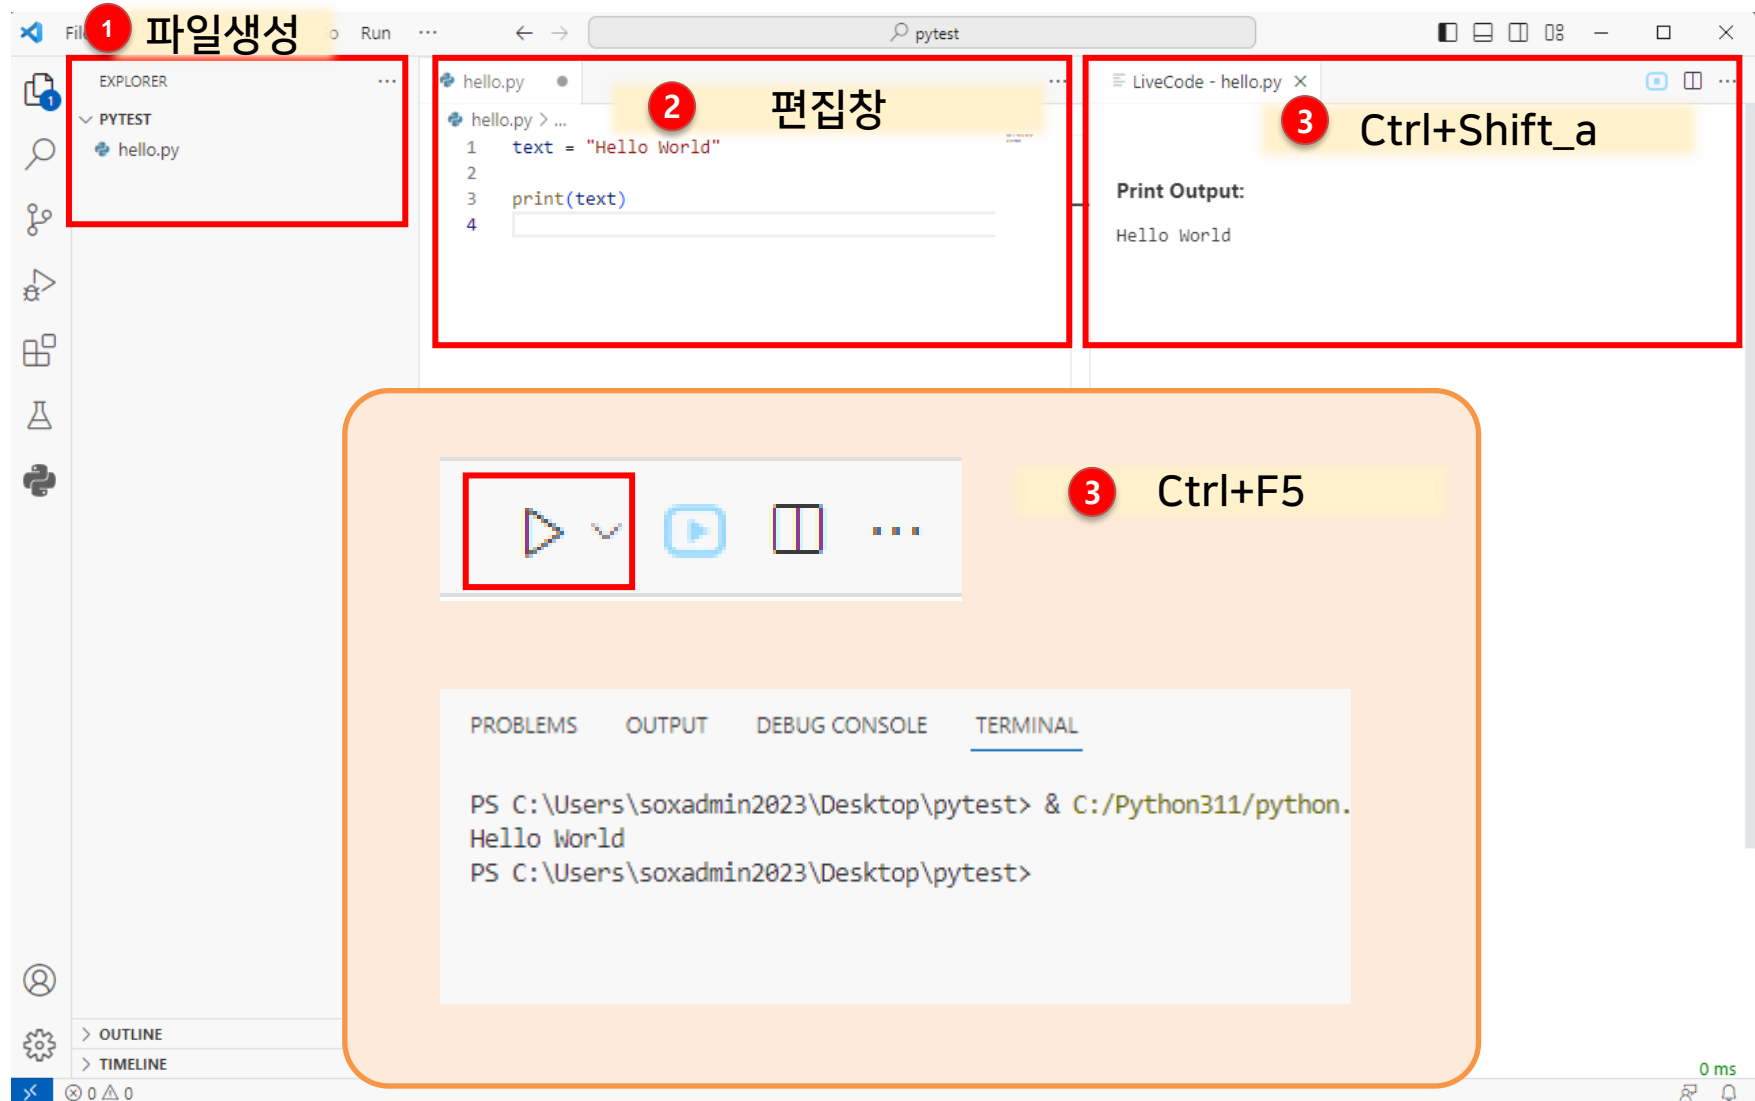 1 파일생성
Run ...
pytest
EXPLORER ...
PYTEST
hello.py
1
hello.py
...
2 편집창
hello.py > ...
1 text = "Hello World"
2
3 print(text)
4
LiveCode - hello.py
...
3 Ctrl+Shift_a
Print Output:
Hello World
3 Ctrl+F5
PROBLEMS OUTPUT DEBUG CONSOLE TERMINAL
PS C:\Users\soxadmin2023\Desktop\pytest> & C:/Python311/python.
Hello World
PS C:\Users\soxadmin2023\Desktop\pytest>
OUTLINE
TIMELINE
0 ms
0 0